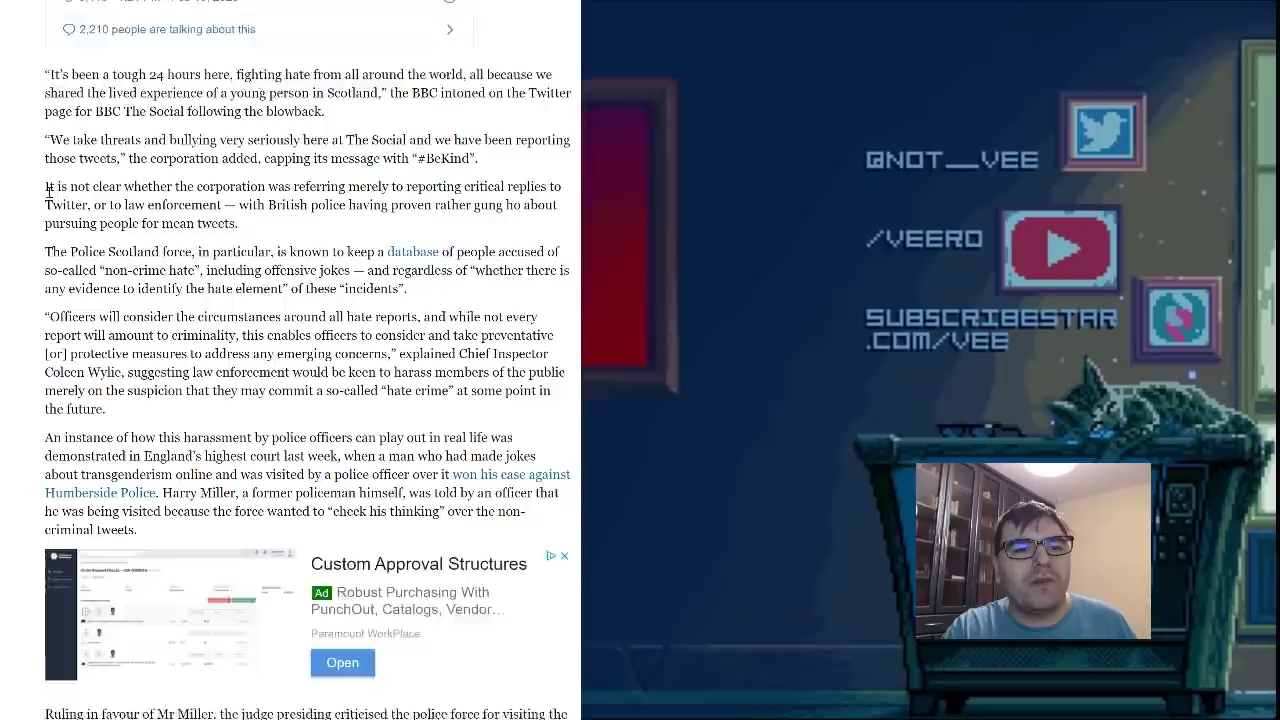 2,210 people are talking about this
“It’s been a tough 24 hours here, fighting hate from all around the world, all because we
shared the lived experience of a young person in Scotland,” the BBC intoned on the Twitter
page for BBC The Social following the blowback.
“We take threats and bullying very seriously here at The Social and we have been reporting
those tweets,” the corporation added, capping its message with “#BeKind”.
It is not clear whether the corporation was referring merely to reporting critical replies to
Twitter, or to law enforcement — with British police having proven rather gung ho about
pursuing people for mean tweets.
The Police Scotland force, in particular, is known to keep a database of people accused of
so-called “non-crime hate”, including offensive jokes — and regardless of “whether there is
any evidence to identify the hate element” of these “incidents”.
“Officers will consider the circumstances around all hate reports, and while not every
report will amount to criminality, this allows officers to consider and take preventative
[or] protective measures to address any emerging concerns,” explained Chief Inspector
Coleen Wylie, suggesting law enforcement would be keen to harass members of the public
merely on the suspicion that they may commit a so-called “hate crime” at some point in
the future.
An instance of how this harassment by police officers can play out in real life was
demonstrated in England’s highest court last week, when a man who had made jokes
about transgenderism online and was visited by a police officer over it won his case against
Humberside Police. Harry Miller, a former policeman himself, was told by an officer that
he was being visited because the force wanted to “check his thinking” over the non-
criminal tweets.
Custom Approval Structures
Ad Robust Purchasing With
PunchOut, Catalogs, Vendor…
Paramount WorkPlace
Open
Ruling in favour of Mr Miller, the judge presiding criticised the police force for visiting the
@NOT__VEE
/VEERO
SUBSCRIBESTAR
.COM/VEE